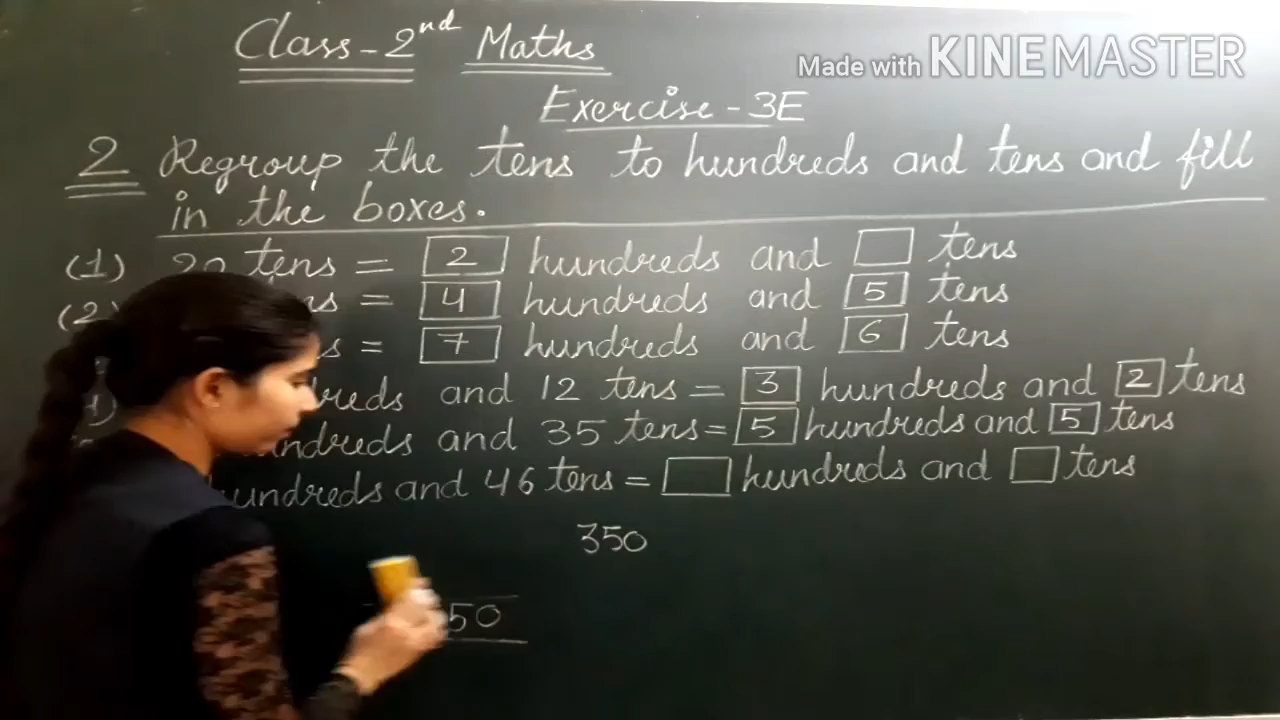 Class-2nd Maths
Made with KINEMASTER
Exercise-3E
2 Regroup the tens to hundreds and tens and fill
in the boxes.
(1) 20 tens = 2 hundreds and tens
(2) = 4 hundreds and 5 tens
= 7 hundreds and 6 tens
and 12 tens = 3 hundreds and 2 tens
and 35 tens = 5 hundreds and 5 tens
hundreds and 46 tens = hundreds and tens
350
50